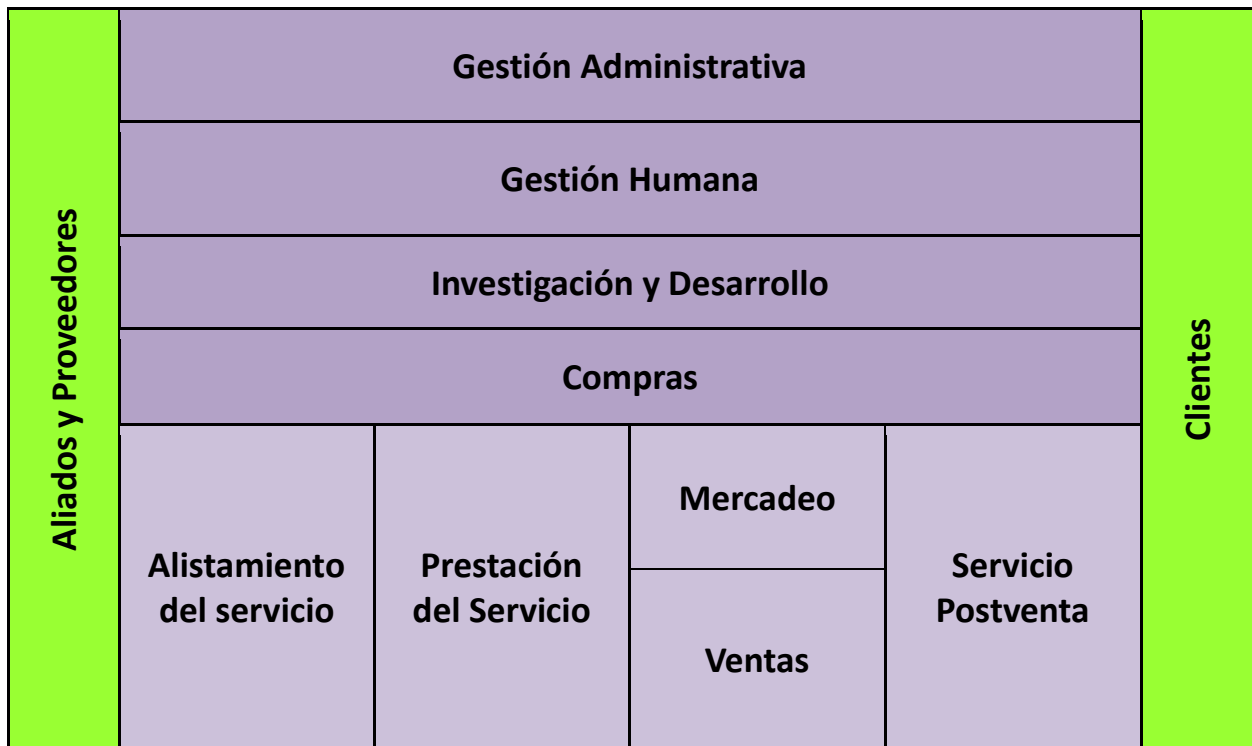 Aliados y Proveedores
Gestión Administrativa
Gestión Humana
Investigación y Desarrollo
Compras
Alistamiento
del servicio
Prestación
del Servicio
Mercadeo
Ventas
Servicio
Postventa
Clientes